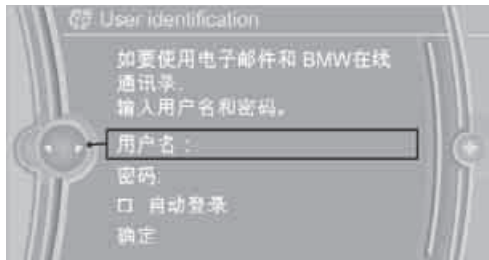 User identification
如要使用电子邮件和 BMW在线
通讯录.
输入用户名和密码。
用户名 :
密码:
自动登录
确定